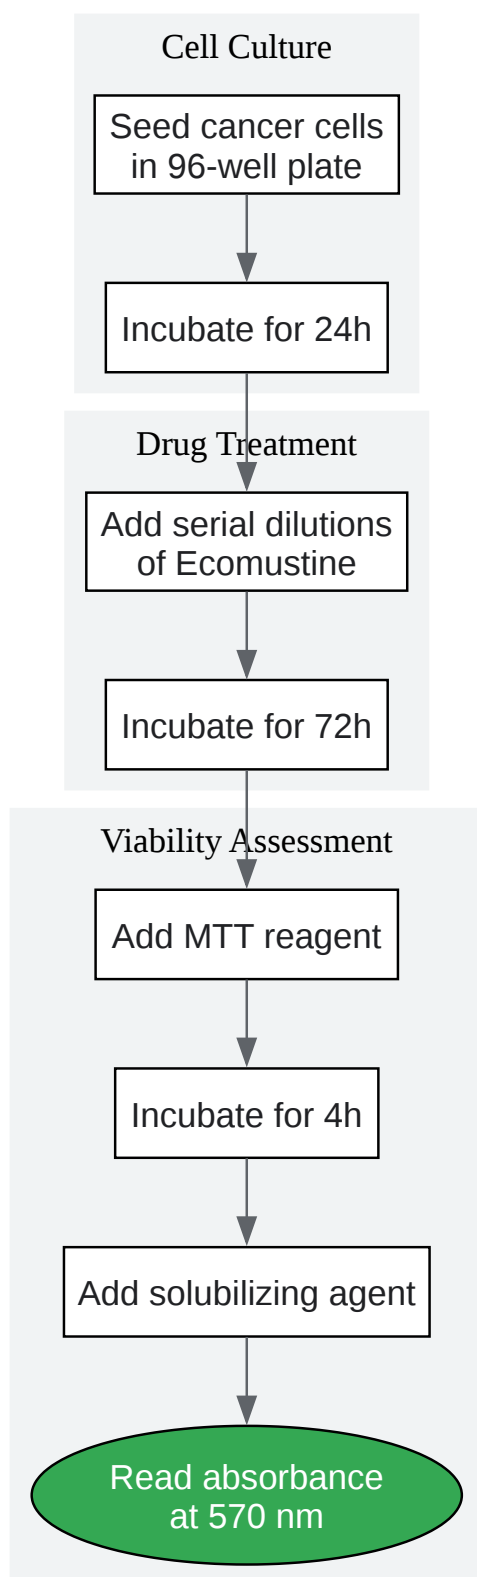 Cell Culture
Seed cancer cells
in 96-well plate
Incubate for 24h
Drug Treatment
Add serial dilutions
of Ecomustine
Incubate for 72h
Viability Assessment
Add MTT reagent
Incubate for 4h
Add solubilizing agent
Read absorbance
at 570 nm